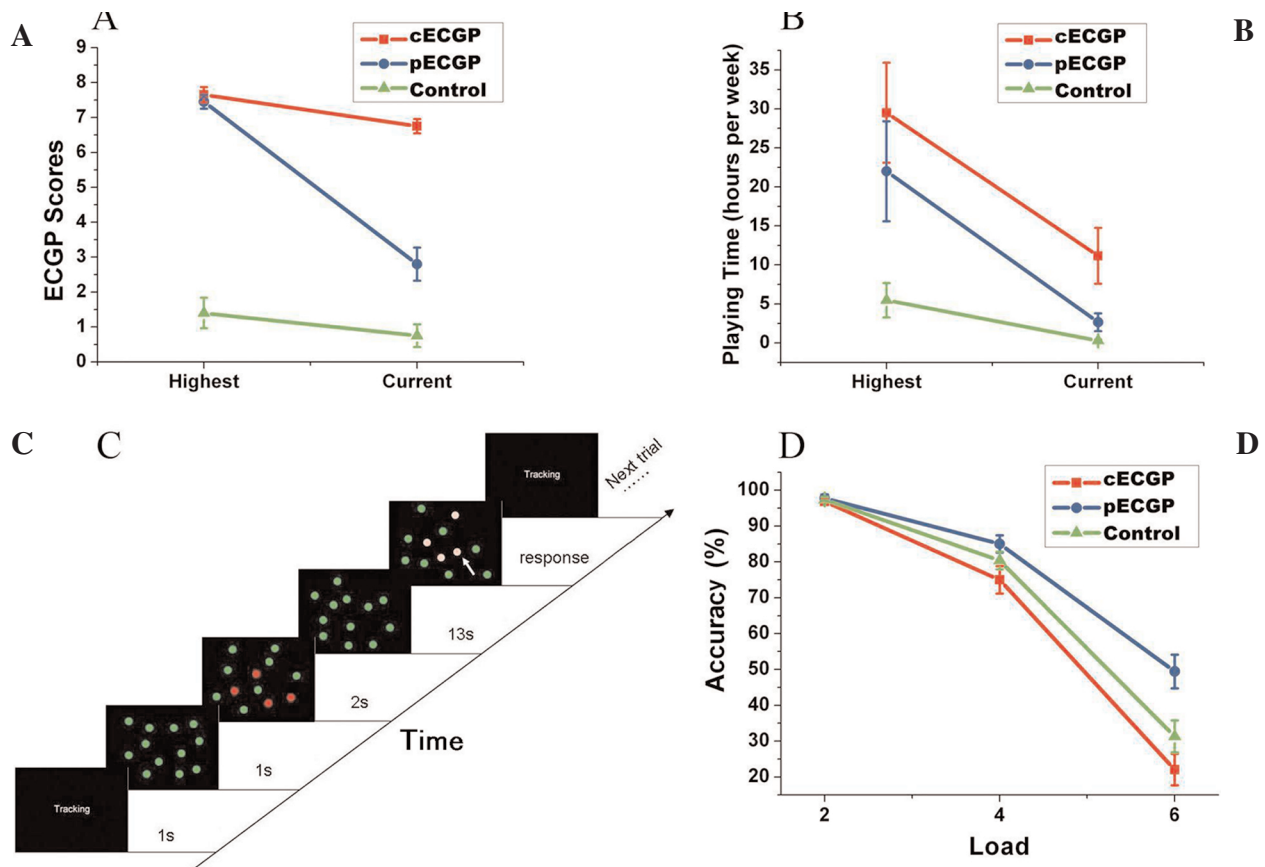 A
A
cECGP
pECGP
Control
ECGP Scores
9
8
7
6
5
4
3
2
1
0
Highest
Current
B
B
cECGP
pECGP
Control
Playing Time (hours per week)
35
30
25
20
15
10
5
0
Highest
Current
C
C
Tracking
Next trial
......
response
13s
2s
Time
1s
Tracking
1s
D
D
cECGP
pECGP
Control
Accuracy (%)
100
90
80
70
60
50
40
30
20
2
4
6
Load